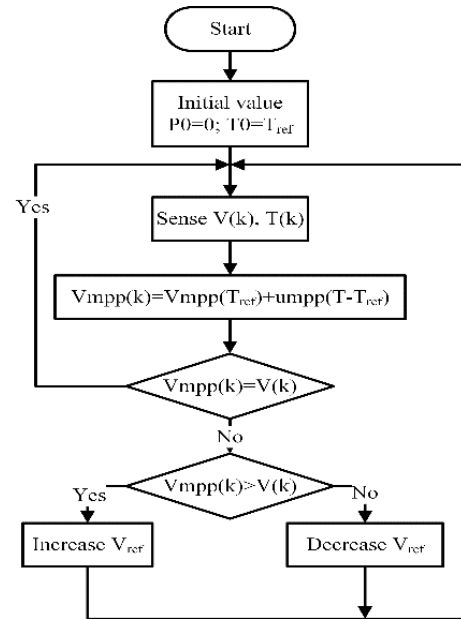 Start
Initial value
P0=0; T0=Tref
Yes
Sense V(k), T(k)
Vmpp(k)=Vmpp(Tref)+umpp(T-Tref)
Vmpp(k)=V(k)
No
Vmpp(k)>V(k)
Yes
No
Increase Vref
Decrease Vref